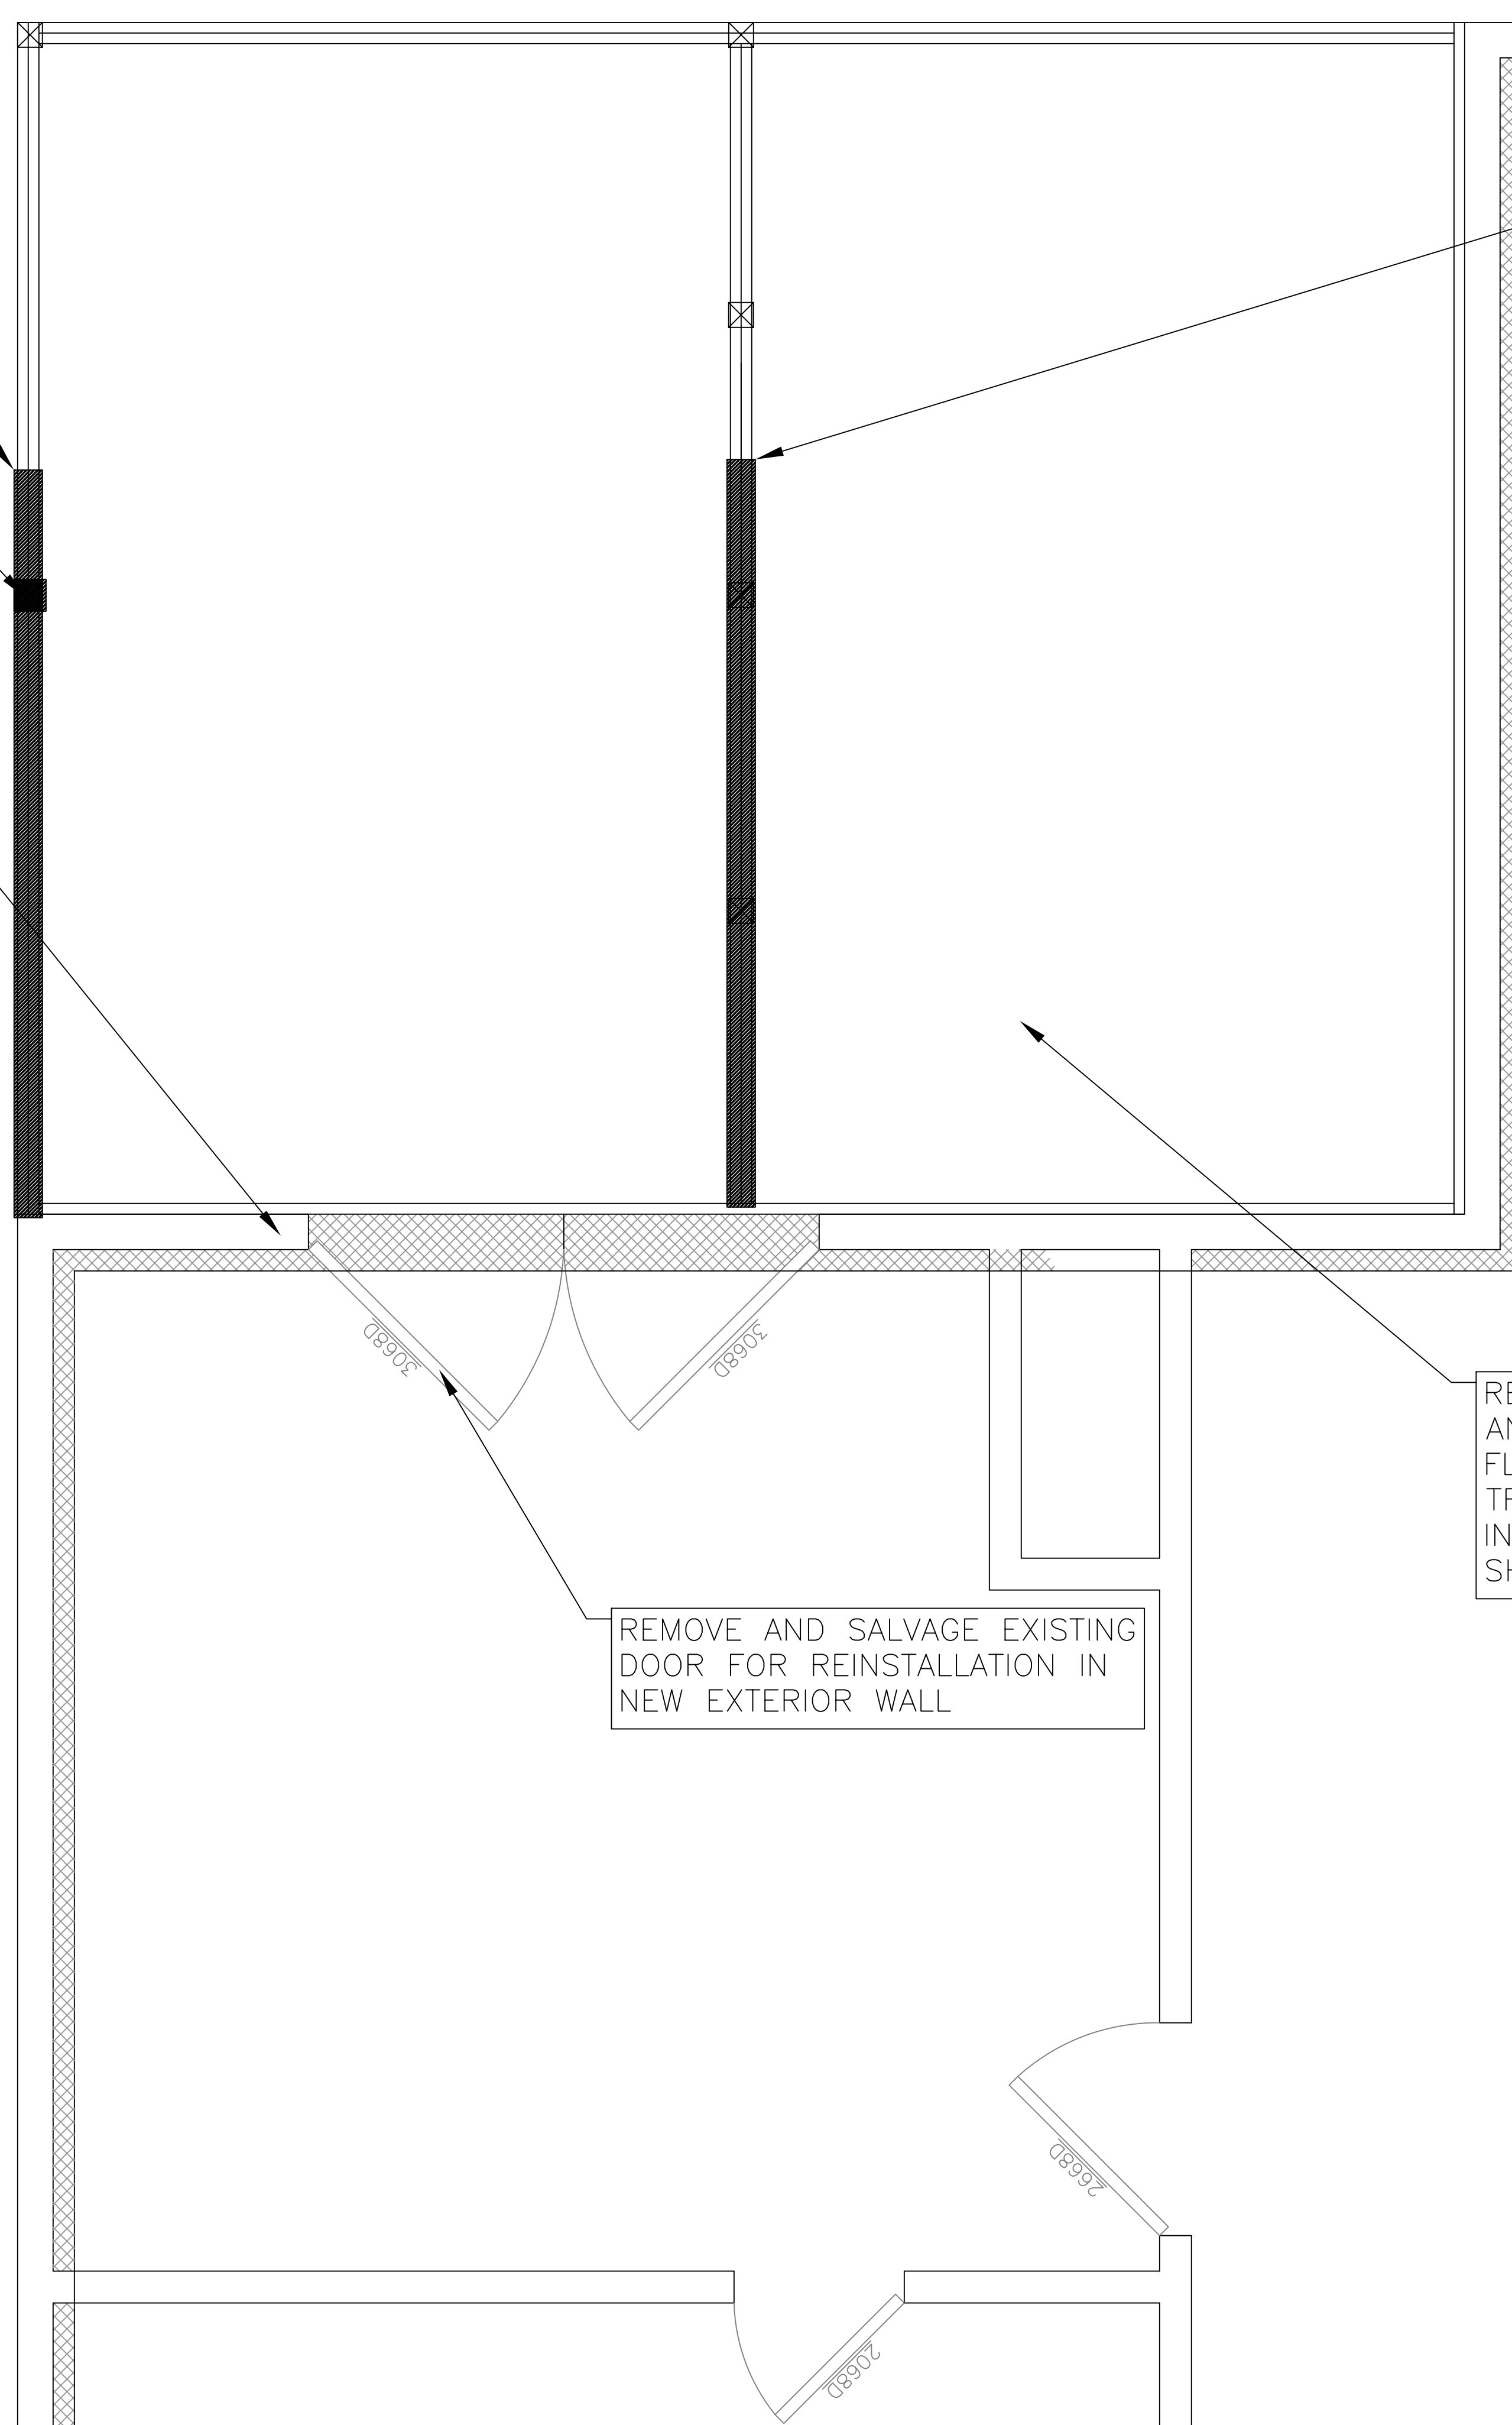 3068D
3068D
REMOVE AND SALVAGE EXISTING
DOOR FOR REINSTALLATION IN
NEW EXTERIOR WALL
2668D
2068D